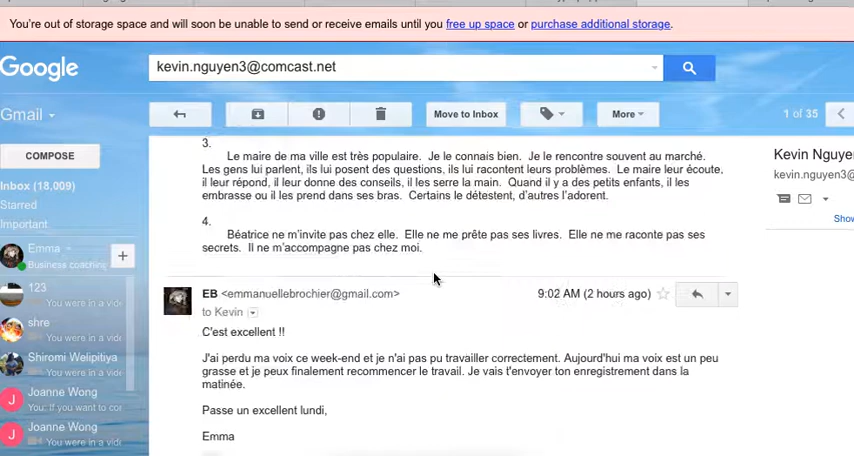 You're out of storage space and will soon be unable to send or receive emails until you free up space or purchase additional storage.
Google
kevin.nguyen3@comcast.net
Gmail
Move to Inbox
More
1 of 35
COMPOSE
Inbox (18,009)
Starred
Important
Emma
Business coaching
123
You were in a vide
shre
You were in a vide
Shiromi Welipitiya
You were in a vide
Joanne Wong
You: If you want to cor
Joanne Wong
You were in a vide
3.
Le maire de ma ville est très populaire. Je le connais bien. Je le rencontre souvent au marché.
Les gens lui parlent, ils lui posent des questions, ils lui racontent leurs problèmes. Le maire leur écoute,
il leur répond, il leur donne des conseils, il les serre la main. Quand il y a des petits enfants, il les
embrasse ou il les prend dans ses bras. Certains le détestent, d'autres l'adorent.
4.
Béatrice ne m'invite pas chez elle. Elle ne me prête pas ses livres. Elle ne me raconte pas ses
secrets. Il ne m'accompagne pas chez moi.
EB <emmanuellebrochier@gmail.com>
9:02 AM (2 hours ago)
to Kevin
C'est excellent !!
J'ai perdu ma voix ce week-end et je n'ai pas pu travailler correctement. Aujourd'hui ma voix est un peu
grasse et je peux finalement recommencer le travail. Je vais t'envoyer ton enregistrement dans la
matinée.
Passe un excellent lundi,
Emma
Kevin Nguye
kevin.nguyen3@
Show